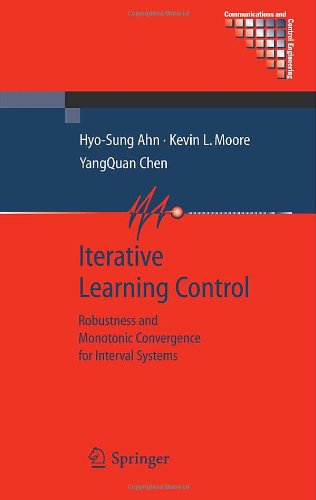 Communications and
Control Engineering
Hyo-Sung Ahn · Kevin L. Moore
YangQuan Chen
Iterative
Learning Control
Robustness and
Monotonic Convergence
for Interval Systems
Springer